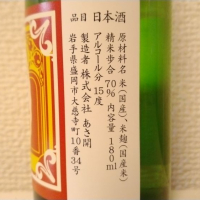 品目 日本酒
原材料名 米(国産)、米麹(国産米)
精米歩合 70% 内容量 180ml
アルコール分 15度
製造者 株式会社 あさ開
岩手県盛岡市大慈寺町10番34号